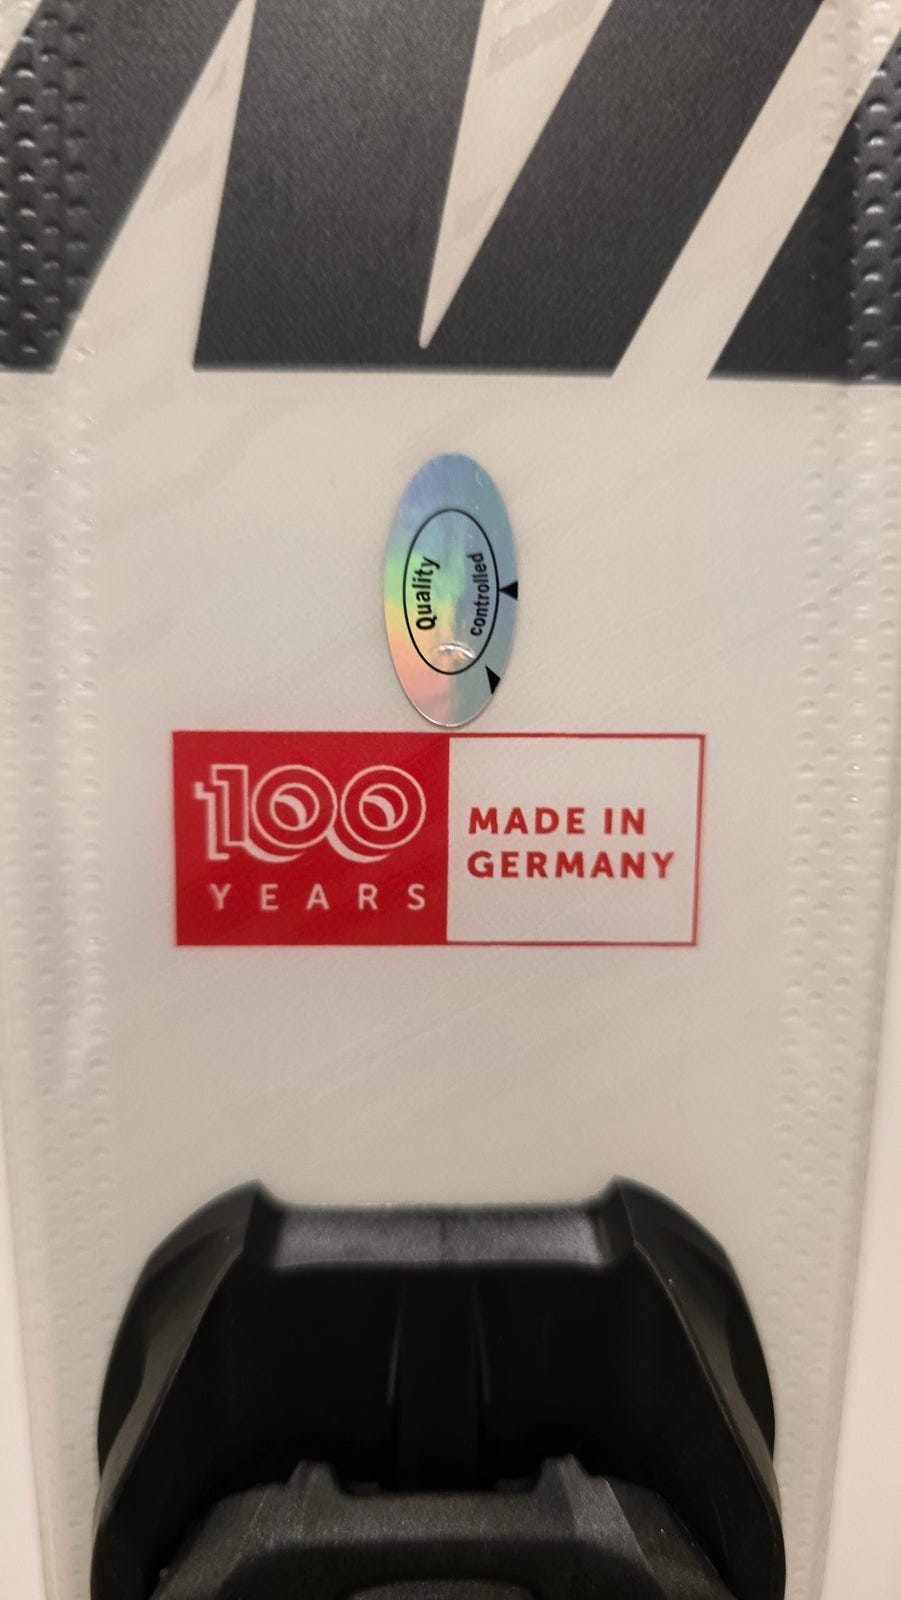 Quality
controlled
100
YEARS
MADE IN
GERMANY